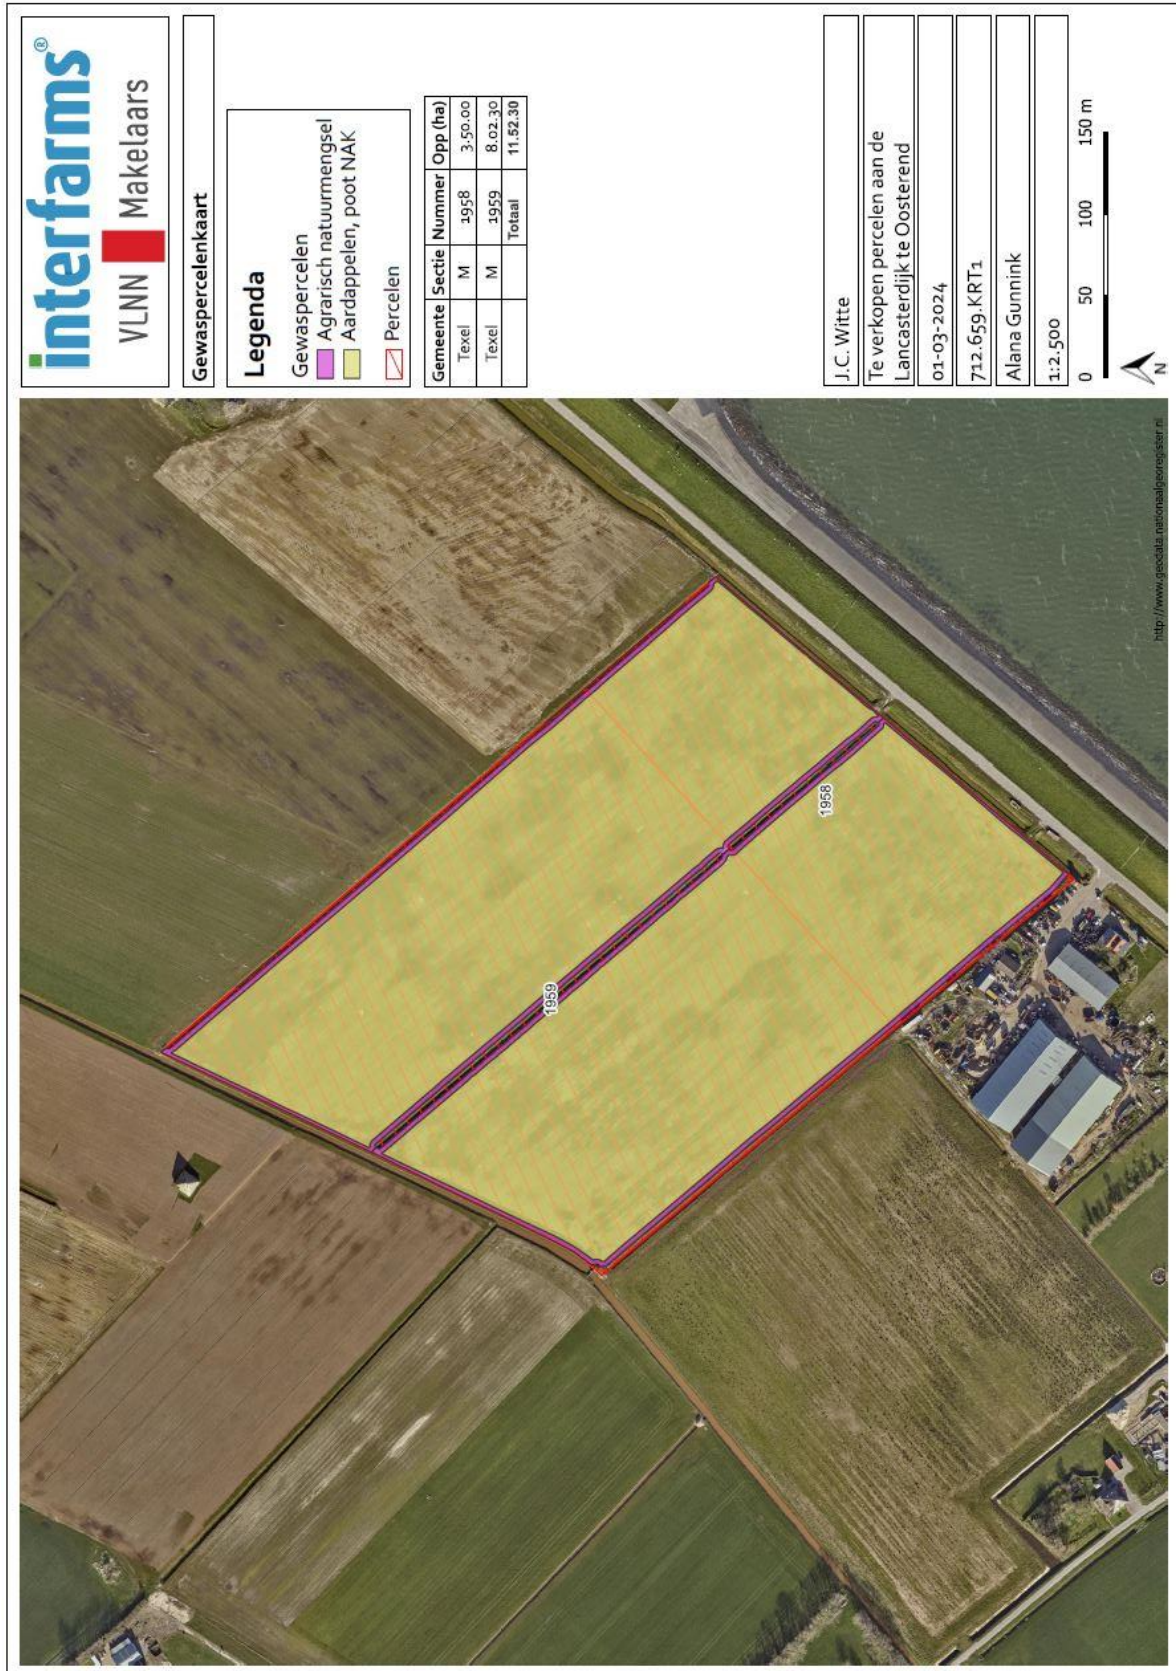 interfarms®
VLNN Makelaars
Gewaspercelenkaart
Legenda
Gewaspercelen
Agrarisch natuurmengsel
Aardappelen, poot NAK
Percelen
Gemeente Sectie Nummer Opp (ha)
Texel M 1958 3.50.00
Texel M 1959 8.02.30
Totaal 11.52.30
J.C. Witte
Te verkopen percelen aan de
Lancasterdijk te Oosterend
01-03-2024
712.659.KRT1
Alana Gunnink
1:2.500
0 50 100 150 m
N
1959
1958
http://www.geodata.nationaalgeoregister.nl